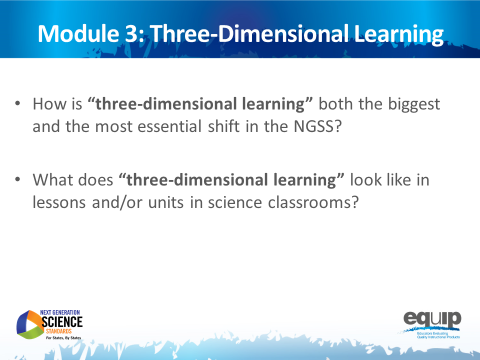 Module 3: Three-Dimensional Learning
• How is “three-dimensional learning” both the biggest
and the most essential shift in the NGSS?
• What does “three-dimensional learning” look like in
lessons and/or units in science classrooms?
NEXT GENERATION
SCIENCE
STANDARDS
For States, By States
equip
Educators Evaluating
Quality Instructional Products